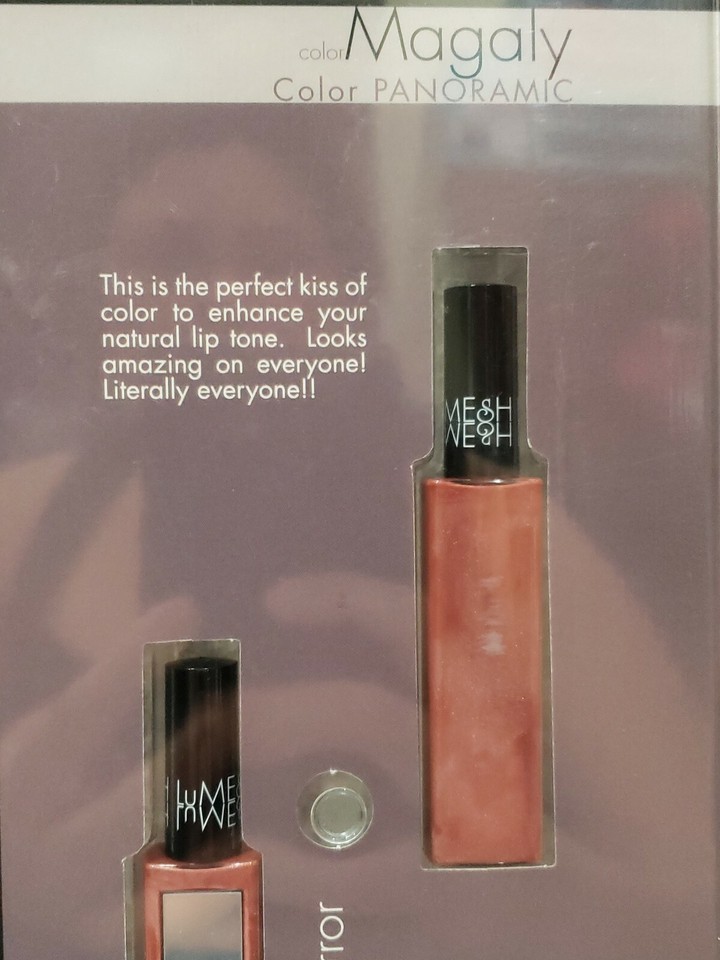 color Magaly
Color PANORAMIC
This is the perfect kiss of
color to enhance your
natural lip tone. Looks
amazing on everyone!
Literally everyone!!
MESH
LuME
rror